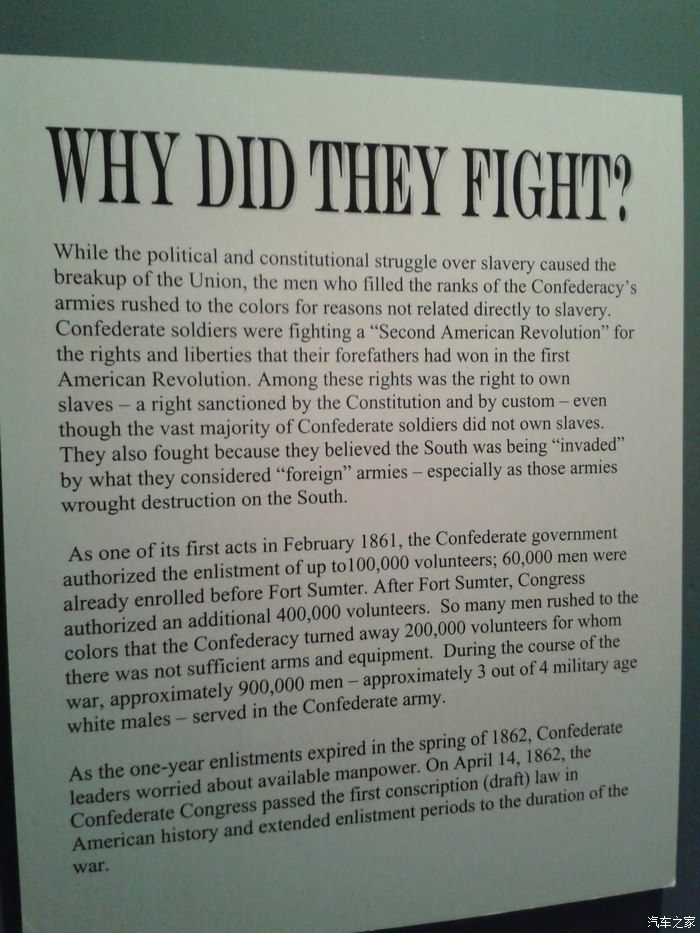 WHY DID THEY FIGHT?
While the political and constitutional struggle over slavery caused the
breakup of the Union, the men who filled the ranks of the Confederacy's
armies rushed to the colors for reasons not related directly to slavery.
Confederate soldiers were fighting a “Second American Revolution” for
the rights and liberties that their forefathers had won in the first
American Revolution. Among these rights was the right to own
slaves – a right sanctioned by the Constitution and by custom – even
though the vast majority of Confederate soldiers did not own slaves.
They also fought because they believed the South was being “invaded”
by what they considered “foreign” armies – especially as those armies
wrought destruction on the South.
As one of its first acts in February 1861, the Confederate government
authorized the enlistment of up to100,000 volunteers; 60,000 men were
already enrolled before Fort Sumter. After Fort Sumter, Congress
authorized an additional 400,000 volunteers. So many men rushed to the
colors that the Confederacy turned away 200,000 volunteers for whom
there was not sufficient arms and equipment. During the course of the
war, approximately 900,000 men – approximately 3 out of 4 military age
white males – served in the Confederate army.
As the one-year enlistments expired in the spring of 1862, Confederate
leaders worried about available manpower. On April 14, 1862, the
Confederate Congress passed the first conscription (draft) law in
American history and extended enlistment periods to the duration of the
war.
汽车之家